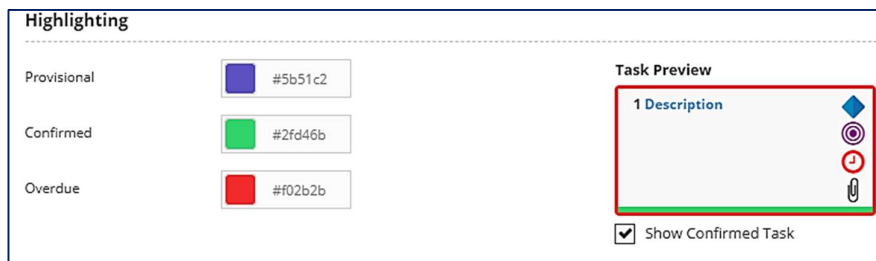 Highlighting
Provisional
#5b51c2
Confirmed
#2fd46b
Overdue
#f02b2b
Task Preview
1 Description
Show Confirmed Task